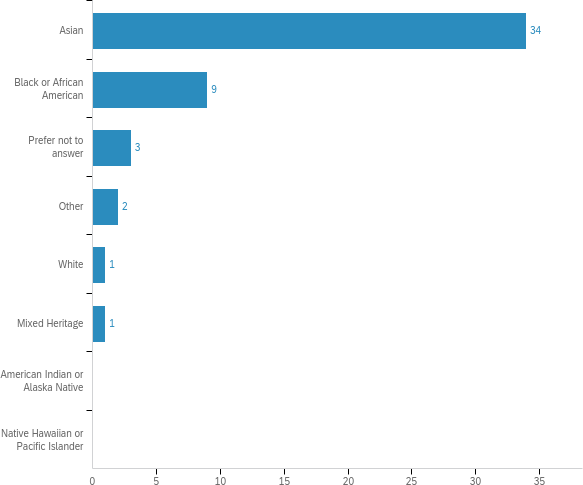 Asian
34
Black or African
American
9
Prefer not to
answer
3
Other
2
White
1
Mixed Heritage
1
American Indian or
Alaska Native
Native Hawaiian or
Pacific Islander
0 5 10 15 20 25 30 35